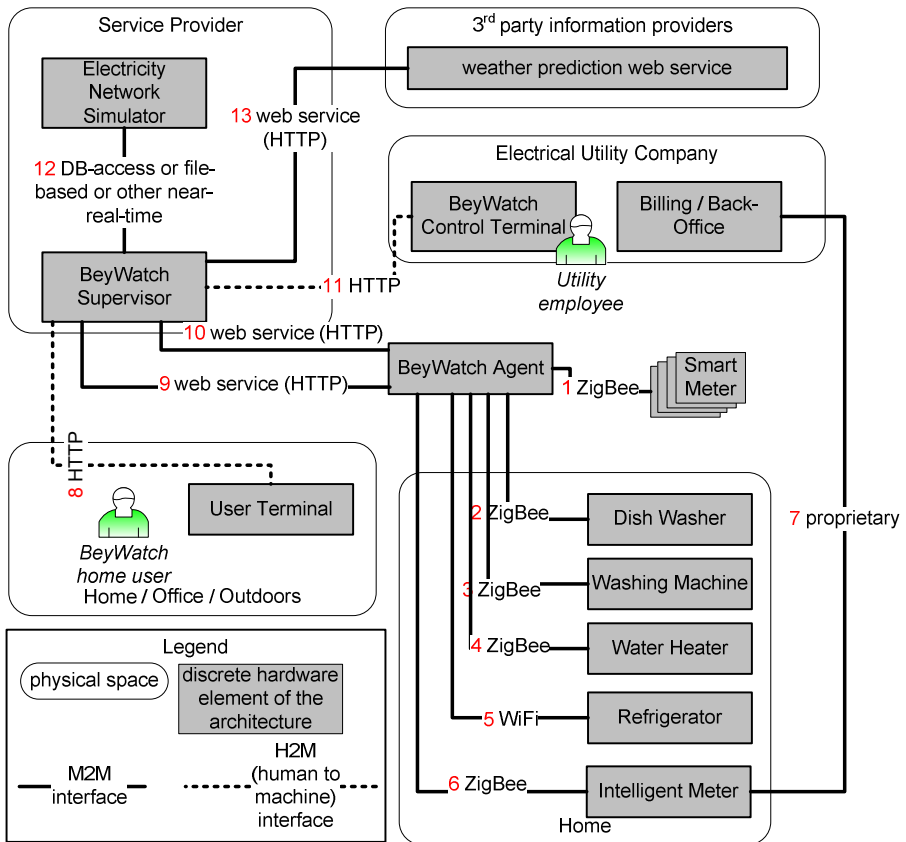 Service Provider
Electricity
Network
Simulator
12 DB-access or file-
based or other near-
real-time
BeyWatch
Supervisor
13 web service
(HTTP)
3rd party information providers
weather prediction web service
Electrical Utility Company
BeyWatch
Control Terminal
Billing / Back-
Office
Utility
employee
11 HTTP
10 web service (HTTP)
9 web service (HTTP)
BeyWatch Agent
1 ZigBee
Smart
Meter
8 HTTP
User Terminal
BeyWatch
home user
Home / Office / Outdoors
2 ZigBee
Dish Washer
3 ZigBee
Washing Machine
4 ZigBee
Water Heater
5 WiFi
Refrigerator
6 ZigBee
Intelligent Meter
Home
7 proprietary
Legend
physical space
discrete hardware
element of the
architecture
M2M
interface
H2M
(human to
machine)
interface